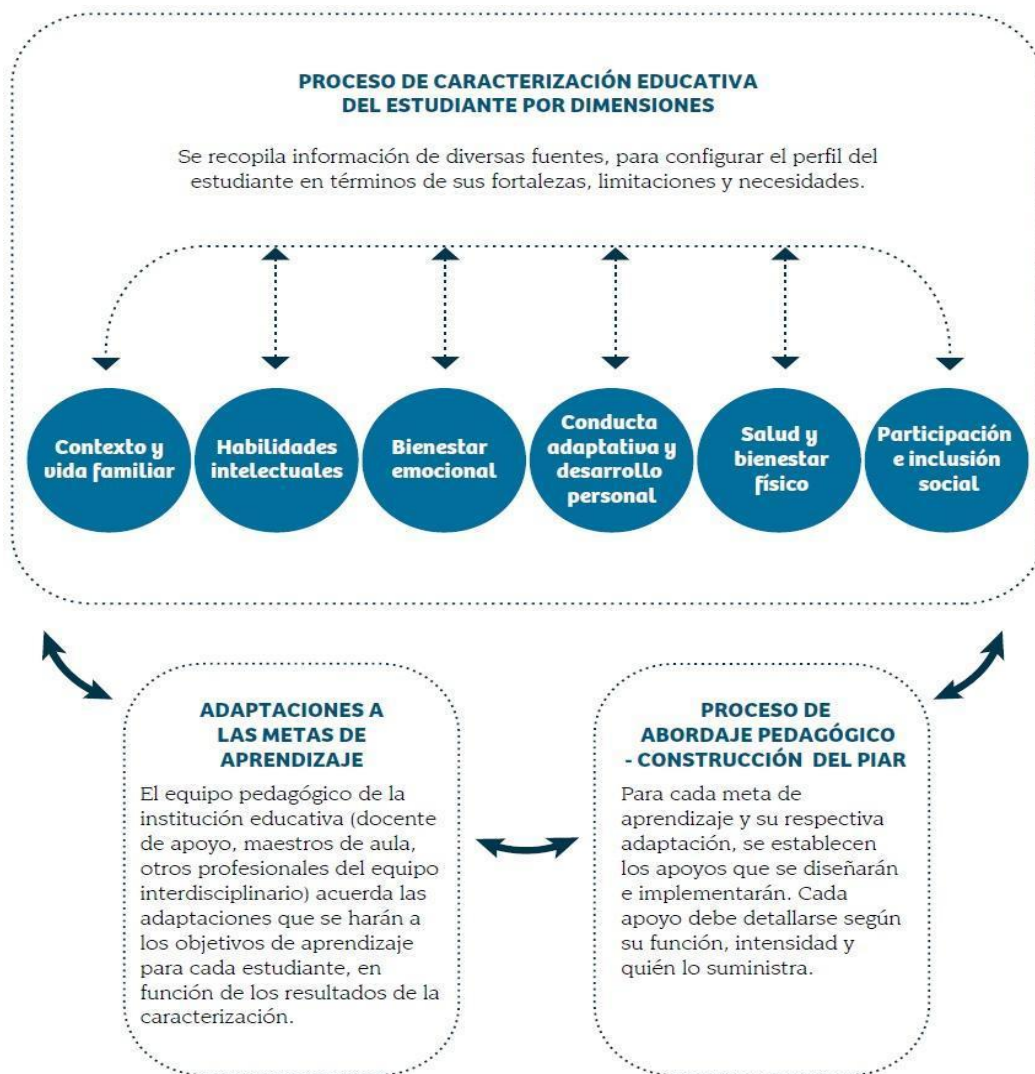 PROCESO DE CARACTERIZACIÓN EDUCATIVA
DEL ESTUDIANTE POR DIMENSIONES
Se recopila información de diversas fuentes, para configurar el perfil del
estudiante en términos de sus fortalezas, limitaciones y necesidades.
Contexto y
vida familiar
Habilidades
intelectuales
Bienestar
emocional
Conducta
adaptativa y
desarrollo
personal
Salud y
bienestar
físico
Participación
e inclusión
social
ADAPTACIONES A
LAS METAS DE
APRENDIZAJE
El equipo pedagógico de la
institución educativa (docente
de apoyo, maestros de aula,
otros profesionales del equipo
interdisciplinario) acuerda las
adaptaciones que se harán a
los objetivos de aprendizaje
para cada estudiante, en
función de los resultados de la
caracterización.
PROCESO DE
ABORDAJE PEDAGÓGICO
- CONSTRUCCIÓN DEL PIAR
Para cada meta de
aprendizaje y su respectiva
adaptación, se establecen
los apoyos que se diseñarán
e implementarán. Cada
apoyo debe detallarse según
su función, intensidad y
quién lo suministra.